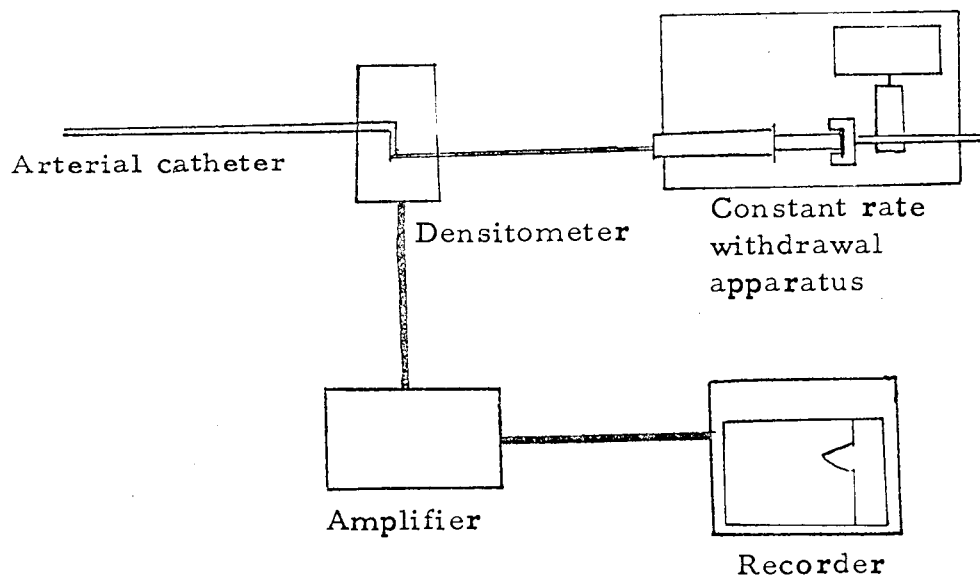 Arterial catheter
Densitometer
Constant rate
withdrawal
apparatus
Amplifier
Recorder